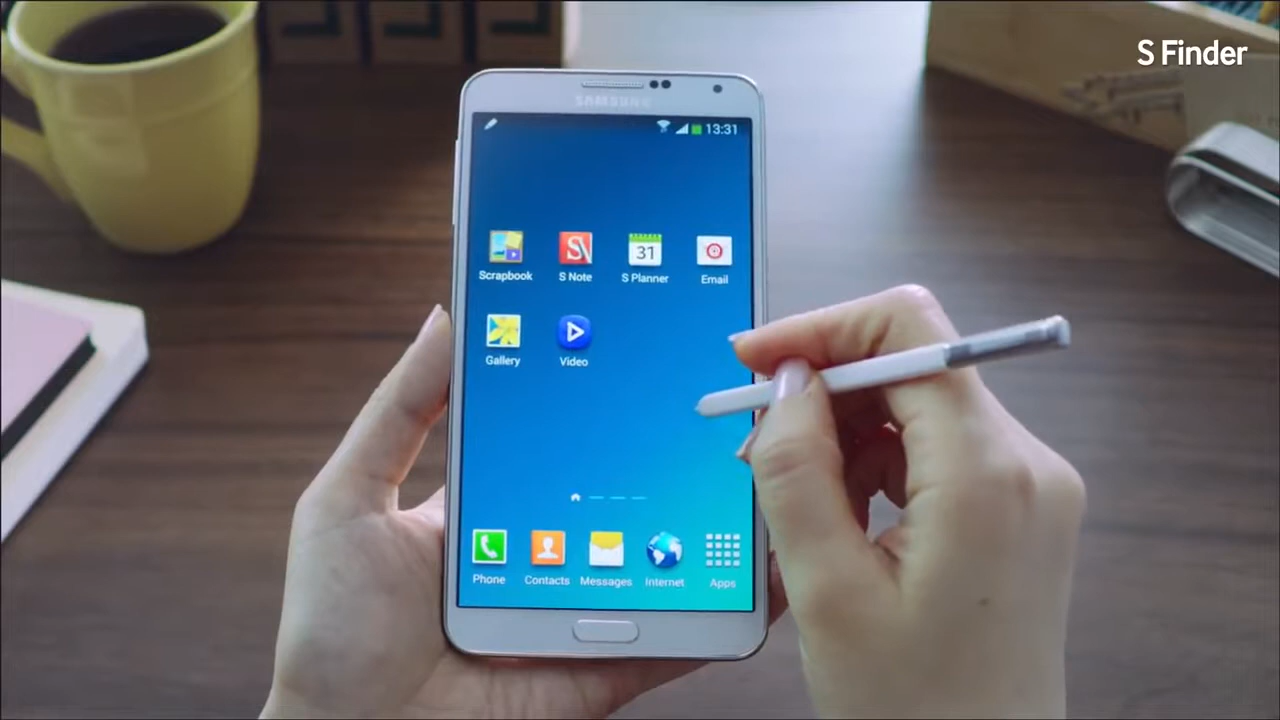 S Finder
SAMSUNG
13:31
Scrapbook
S Note
31
S Planner
Email
Gallery
Video
Phone
Contacts
Messages
Internet
Apps